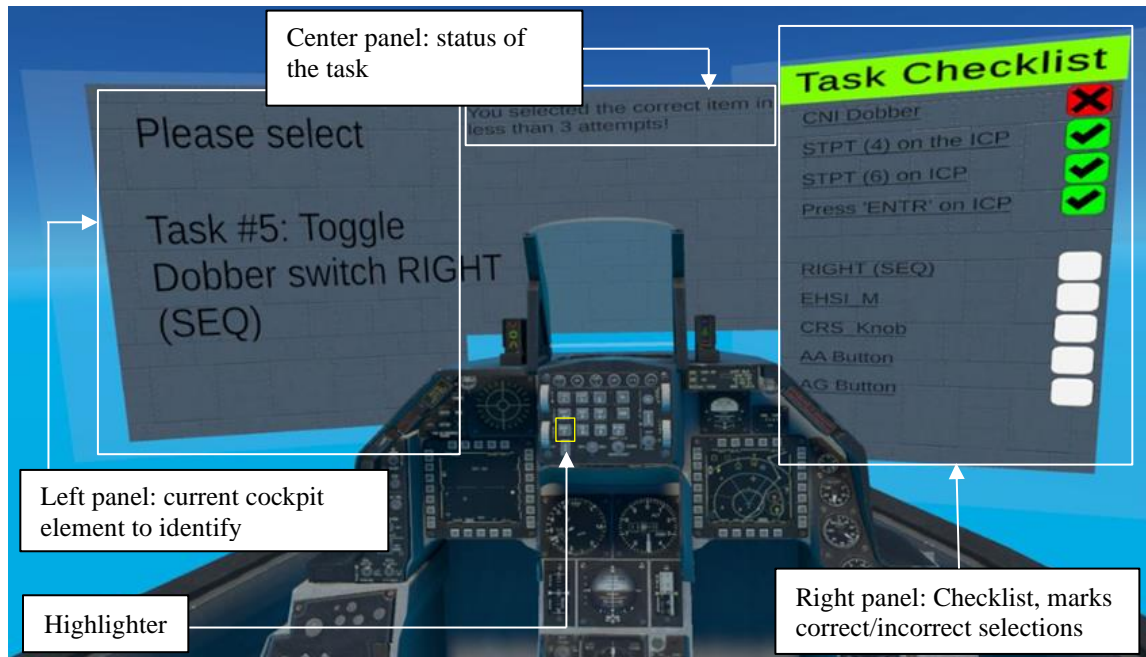 Center panel: status of
the task
Please select
Task #5: Toggle
Dobber switch RIGHT
(SEQ)
You selected the correct item in
less than 3 attempts!
Task Checklist
CNI Dobber
STPT (4) on the ICP
STPT (6) on ICP
Press 'ENTR' on ICP
RIGHT (SEQ)
EHSI_M
CRS_Knob
AA Button
AG Button
Left panel: current cockpit
element to identify
Highlighter
Right panel: Checklist, marks
correct/incorrect selections